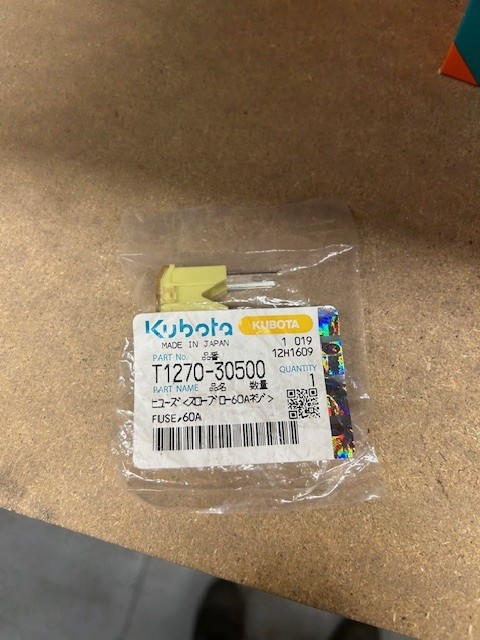 Kubota KUBOTA
MADE IN JAPAN 1 019
PART No. 品番 12H1609
T1270-30500 QUANTITY
PART NAME 品名 数量 1
ヒューズ<スローブロー60Aネジ>
FUSE,60A